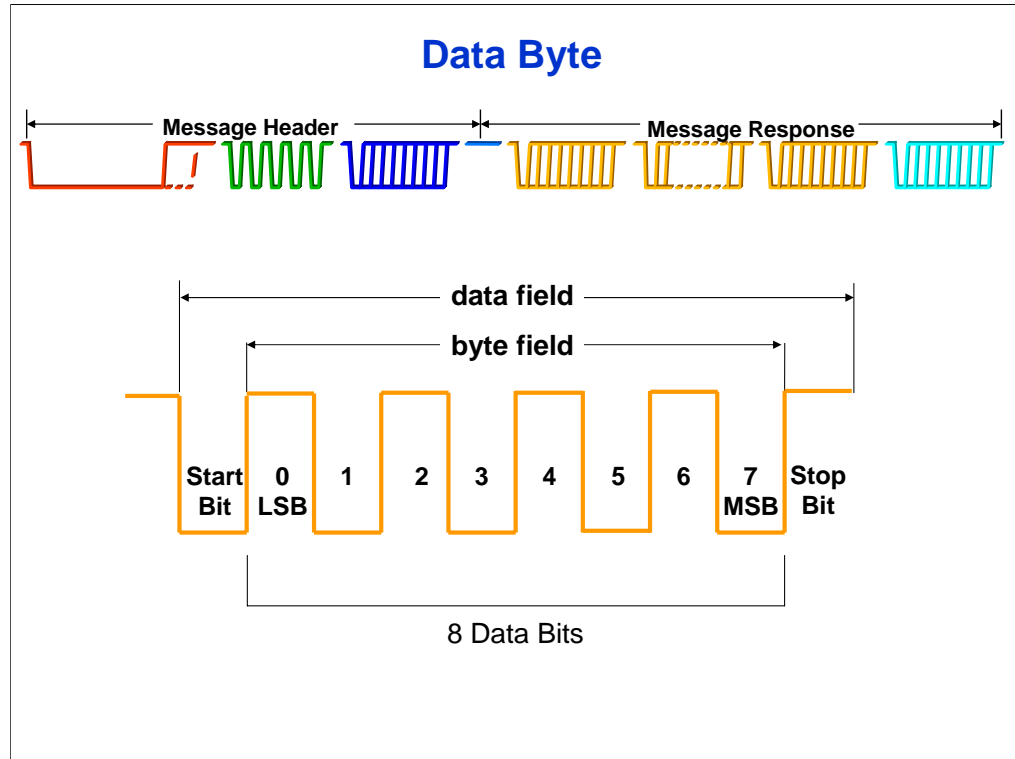 Data Byte
Message Header Message Response
data field
byte field
Start 0 1 2 3 4 5 6 7 Stop
Bit LSB MSB Bit
8 Data Bits